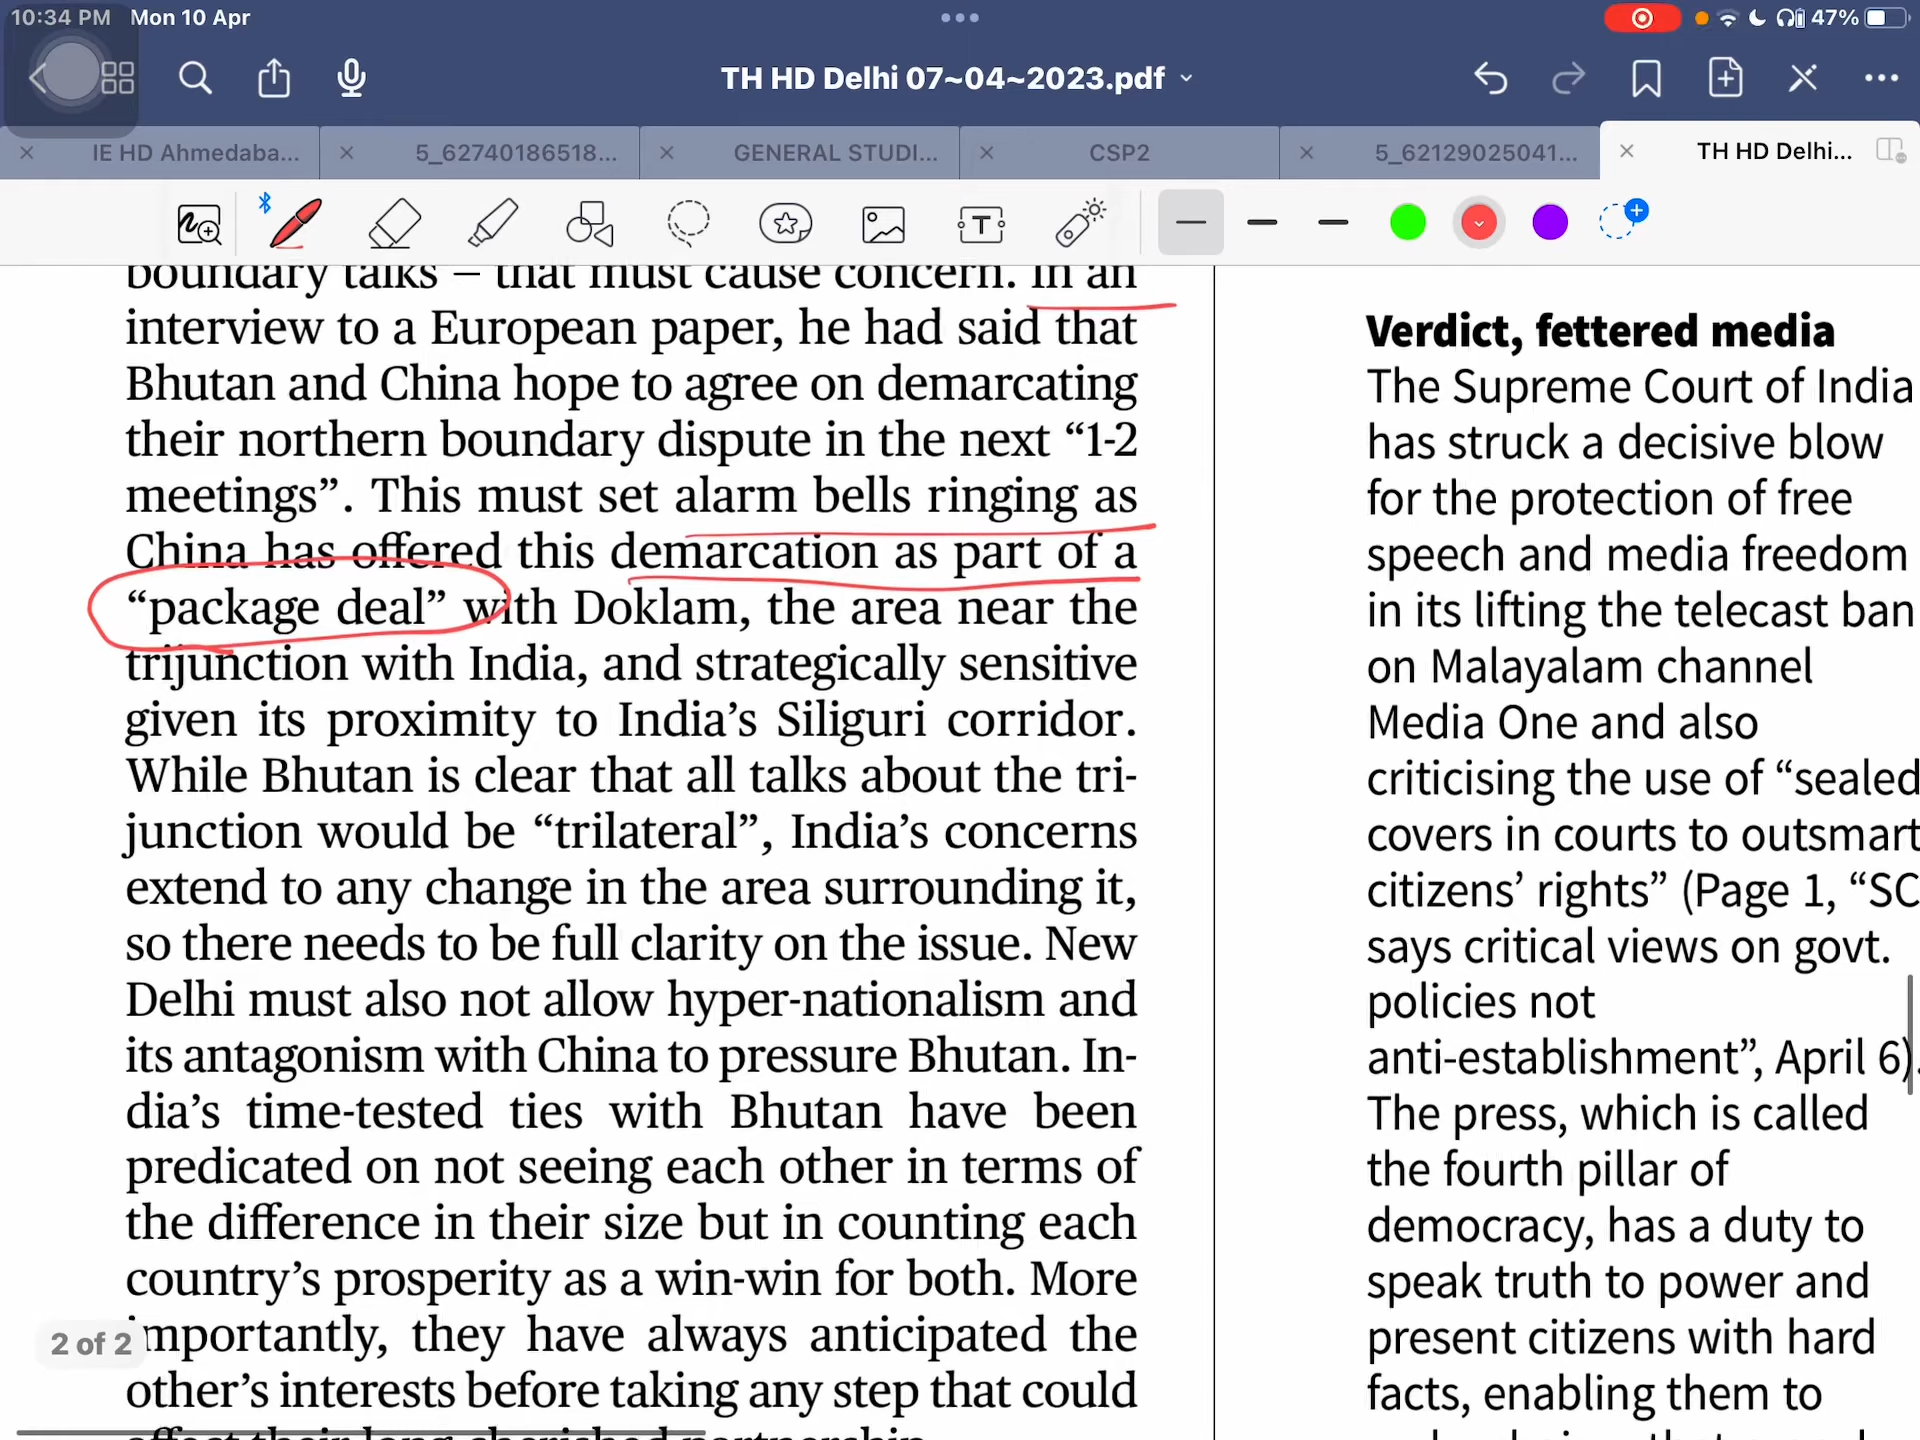 10:34 PM Mon 10 Apr
47%
TH HD Delhi 07~04~2023.pdf
IE HD Ahmedaba...
5_62740186518...
GENERAL STUDI...
CSP2
5_62129025041...
TH HD Delhi...
T
boundary talks – that must cause concern. In an
interview to a European paper, he had said that
Bhutan and China hope to agree on demarcating
their northern boundary dispute in the next “1-2
meetings”. This must set alarm bells ringing as
China has offered this demarcation as part of a
“package deal” with Doklam, the area near the
trijunction with India, and strategically sensitive
given its proximity to India’s Siliguri corridor.
While Bhutan is clear that all talks about the tri-
junction would be “trilateral”, India’s concerns
extend to any change in the area surrounding it,
so there needs to be full clarity on the issue. New
Delhi must also not allow hyper-nationalism and
its antagonism with China to pressure Bhutan. In-
dia’s time-tested ties with Bhutan have been
predicated on not seeing each other in terms of
the difference in their size but in counting each
country’s prosperity as a win-win for both. More
importantly, they have always anticipated the
other’s interests before taking any step that could
affect their long-cherished partnership.
2 of 2
Verdict, fettered media
The Supreme Court of India
has struck a decisive blow
for the protection of free
speech and media freedom
in its lifting the telecast ban
on Malayalam channel
Media One and also
criticising the use of “sealed
covers in courts to outsmart
citizens’ rights” (Page 1, “SC
says critical views on govt.
policies not
anti-establishment”, April 6).
The press, which is called
the fourth pillar of
democracy, has a duty to
speak truth to power and
present citizens with hard
facts, enabling them to